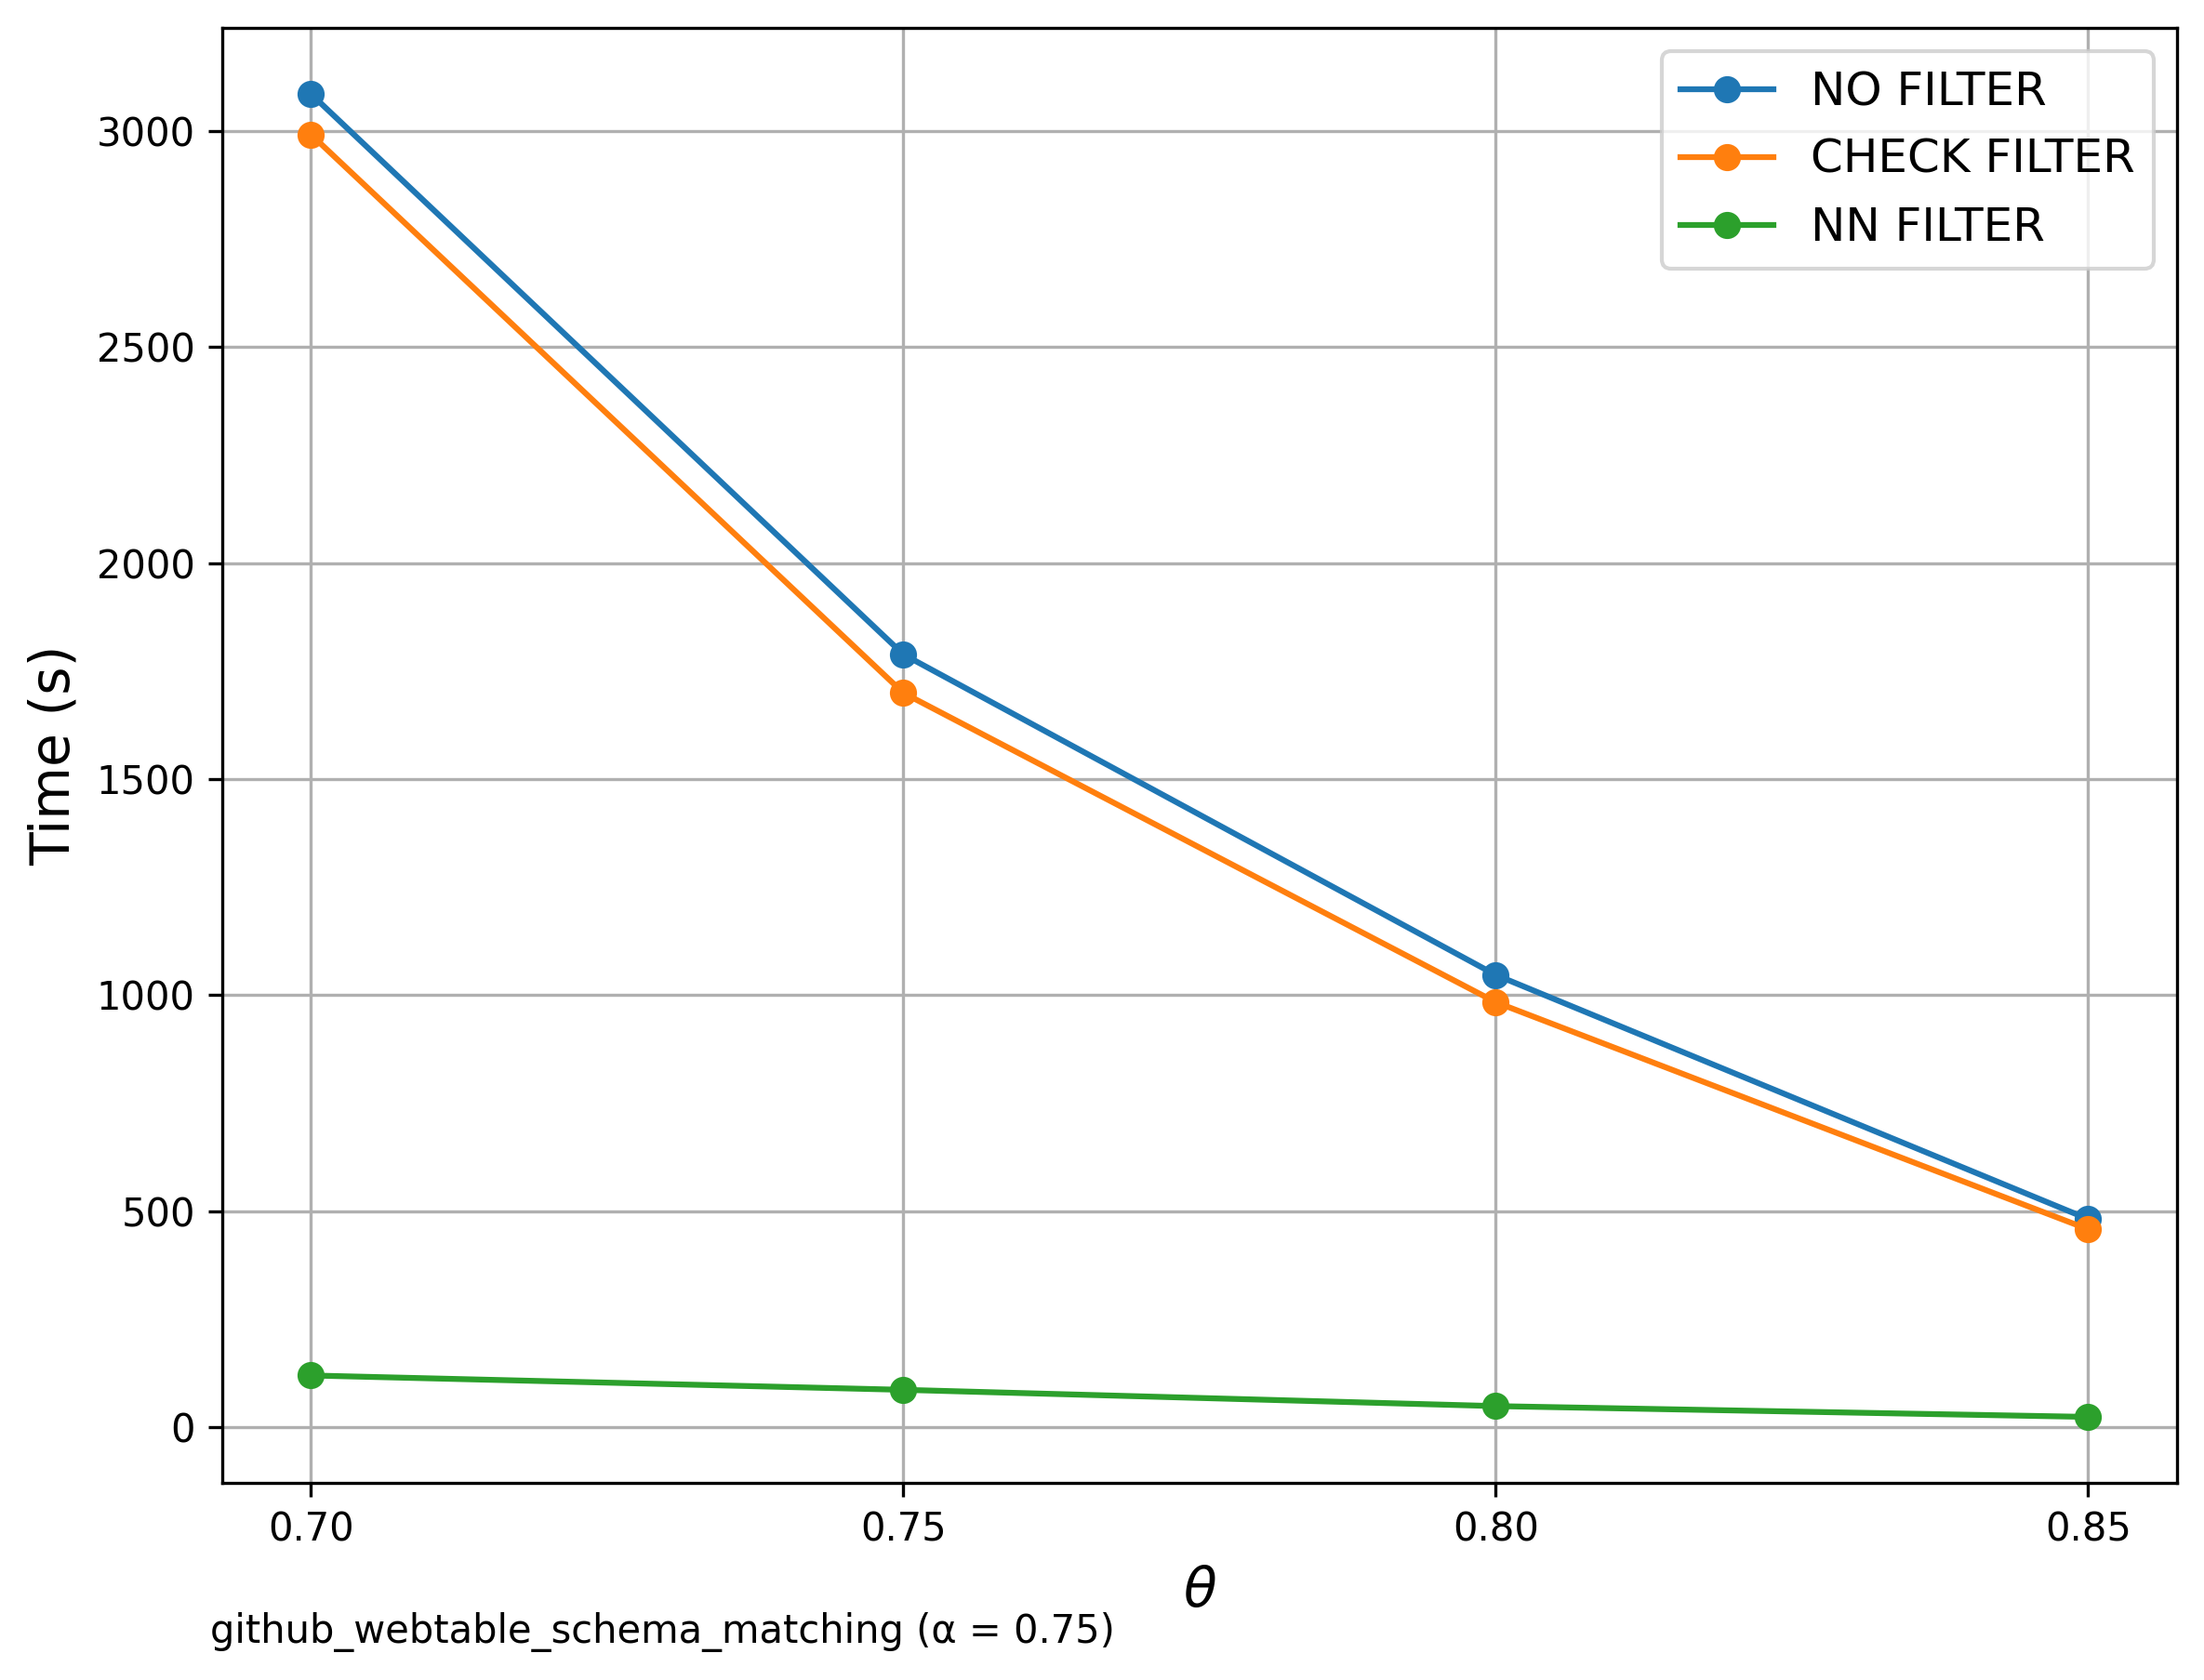 NO FILTER
CHECK FILTER
NN FILTER
3000
2500
2000
1500
1000
500
0
Time (s)
0.70 0.75 0.80 0.85
θ
github_webtable_schema_matching (α = 0.75)